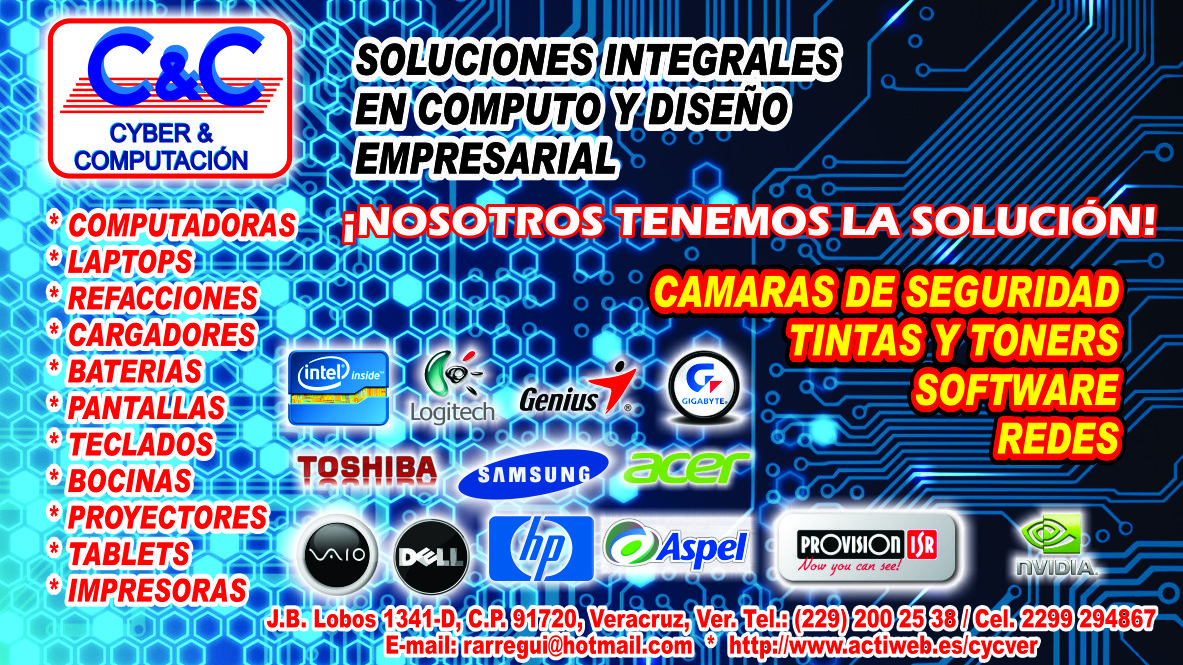 C&C
CYBER &
COMPUTACIÓN
SOLUCIONES INTEGRALES
EN COMPUTO Y DISEÑO
EMPRESARIAL
¡NOSOTROS TENEMOS LA SOLUCIÓN!
* COMPUTADORAS
* LAPTOPS
* REFACCIONES
* CARGADORES
* BATERIAS
* PANTALLAS
* TECLADOS
* BOCINAS
* PROYECTORES
* TABLETS
* IMPRESORAS
CAMARAS DE SEGURIDAD
TINTAS Y TONERS
SOFTWARE
REDES
intel inside™
Logitech
Genius®
GIGABYTE
TOSHIBA
SAMSUNG
acer
VAIO
DELL
hp
Aspel
PROVISION ISR
Now you can see!
NVIDIA.
J.B. Lobos 1341-D, C.P. 91720, Veracruz, Ver. Tel.: (229) 200 25 38 / Cel. 2299 294867
E-mail: rarregui@hotmail.com * http://www.actiweb.es/cycver